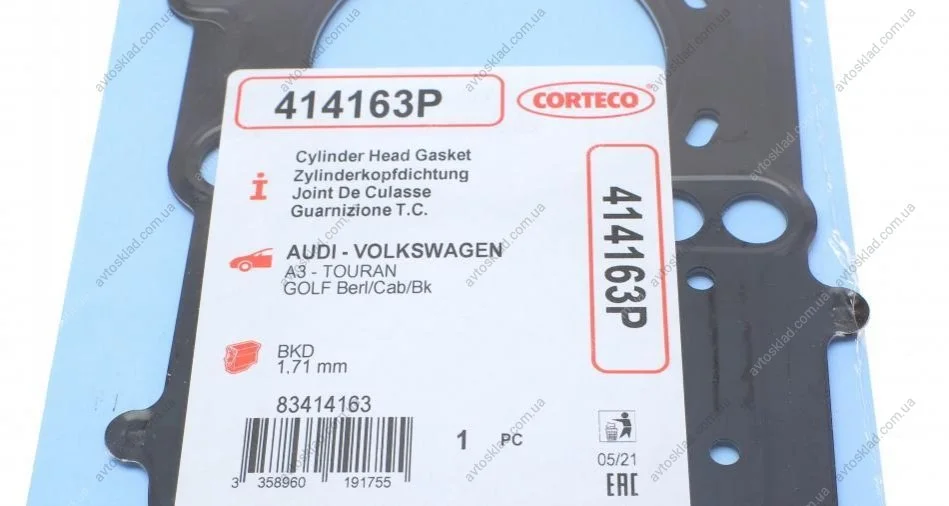 414163P
CORTECO
Cylinder Head Gasket
Zylinderkopfdichtung
Joint De Culasse
Guarnizione T.C.
414163P
AUDI - VOLKSWAGEN
A3 - TOURAN
GOLF Berl/Cab/Bk
BKD
1,71 mm
83414163
1 PC
3 358960 191755
05/21
EAC
avtosklad.com.ua